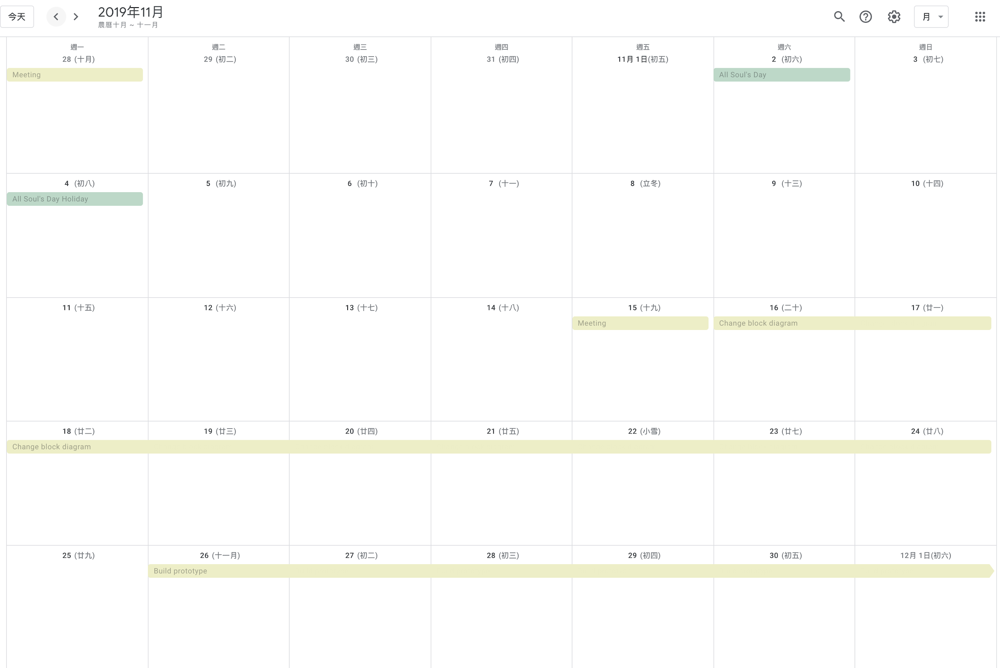 今天
2019年11月
農曆十月 ~ 十一月
月
週一 週二 週三 週四 週五 週六 週日
28 (十月) 29 (初二) 30 (初三) 31 (初四) 11月 1日(初五) 2 (初六) 3 (初七)
Meeting All Soul's Day
4 (初八) 5 (初九) 6 (初十) 7 (十一) 8 (立冬) 9 (十三) 10 (十四)
All Soul's Day Holiday
11 (十五) 12 (十六) 13 (十七) 14 (十八) 15 (十九) 16 (二十) 17 (廿一)
Meeting Change block diagram
18 (廿二) 19 (廿三) 20 (廿四) 21 (廿五) 22 (小雪) 23 (廿七) 24 (廿八)
Change block diagram
25 (廿九) 26 (十一月) 27 (初二) 28 (初三) 29 (初四) 30 (初五) 12月 1日(初六)
Build prototype